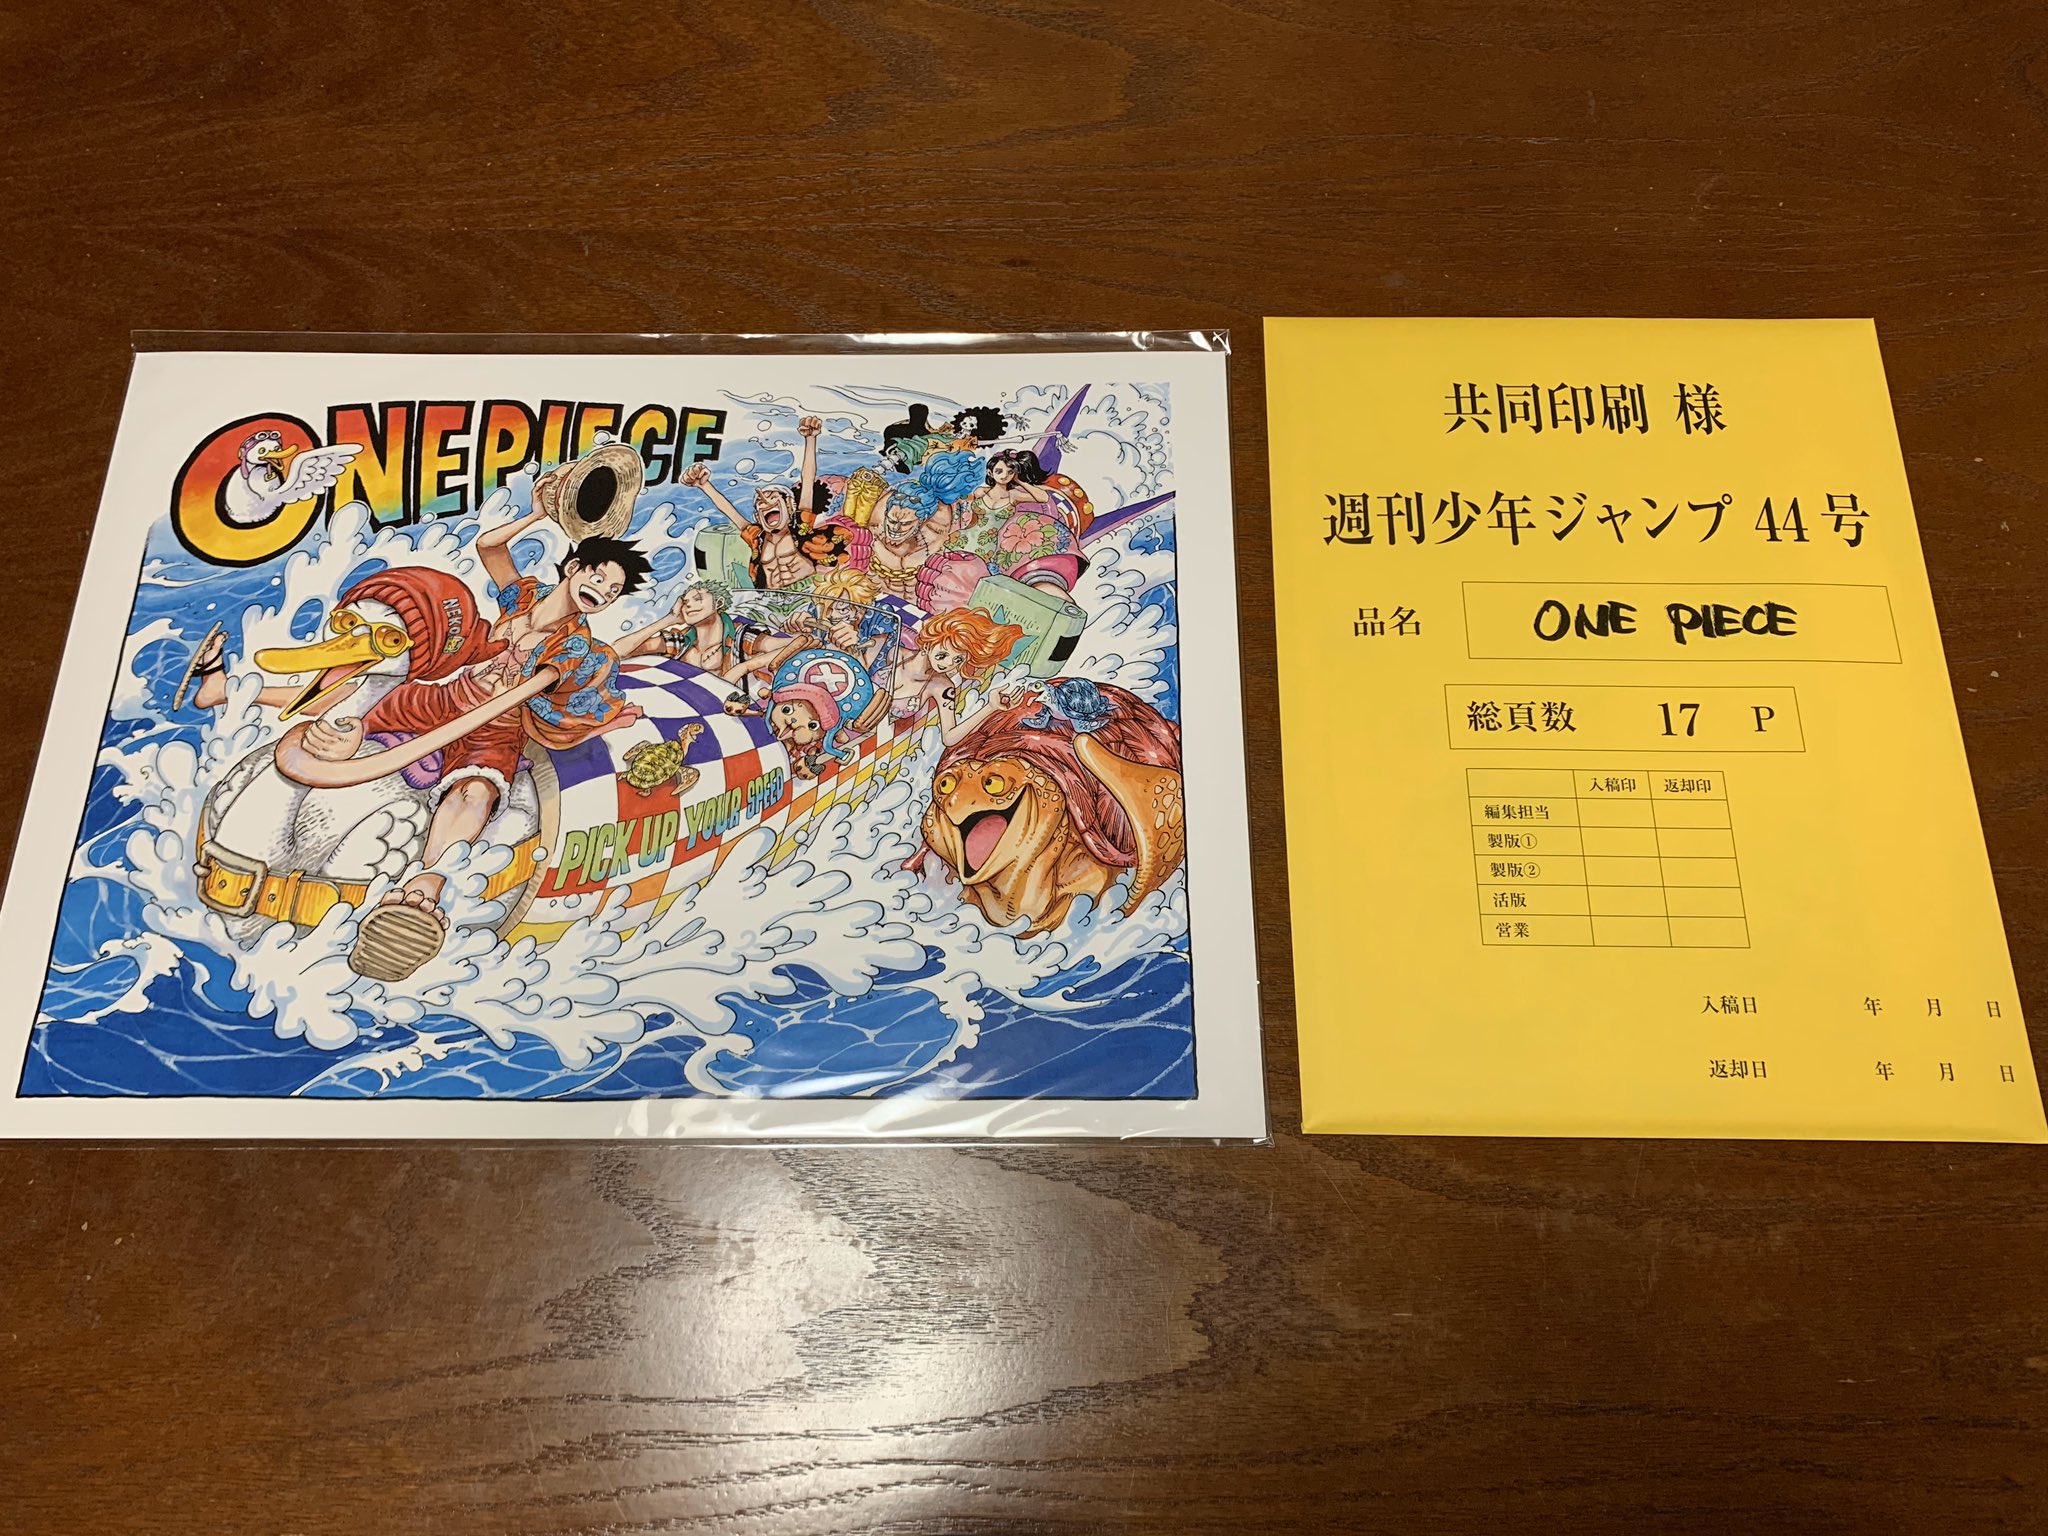 ONE PIECE
NEKO
PICK UP YOUR SPEED
共同印刷 様
週刊少年ジャンプ 44号
品名 ONE PIECE
総頁数 17 P
入稿印 返却印
編集担当
製版①
製版②
活版
営業
入稿日 年 月 日
返却日 年 月 日